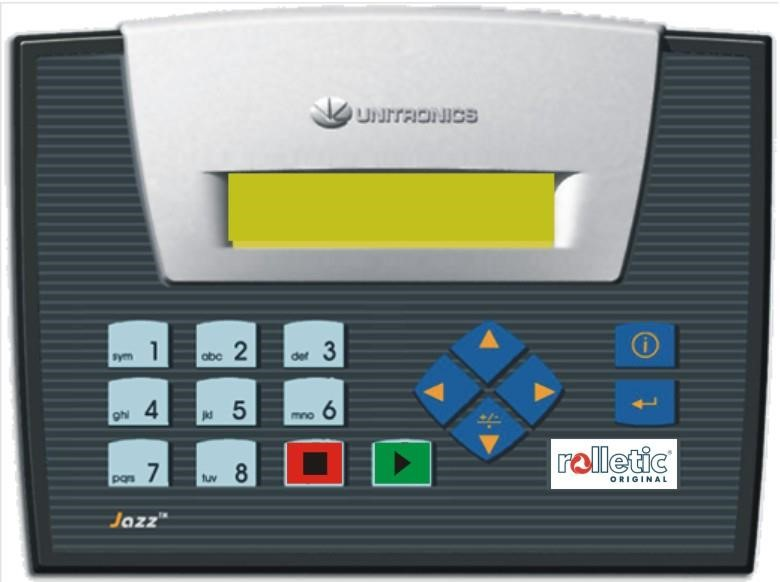 UNITRONICS
sym 1
abc 2
def 3
ghi 4
jkl 5
mno 6
+/-
pqrs 7
tuv 8
rolletic®
ORIGINAL
Jazz™